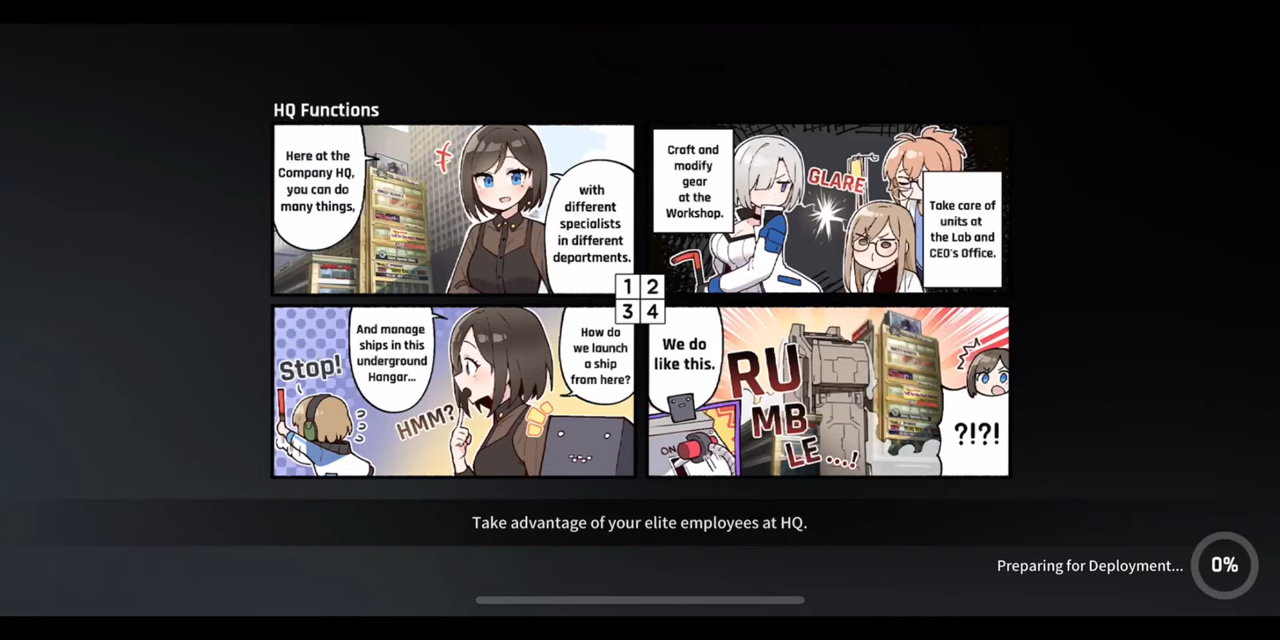 HQ Functions
Here at the
Company HQ,
you can do
many things,
with
different
specialists
in different
departments.
Craft and
modify
gear
at the
Workshop.
GLARE
Take care of
units at
the Lab and
CEO's Office.
1 2
3 4
Stop!
And manage
ships in this
underground
Hangar...
HMM?
How do
we launch
a ship
from here?
We do
like this.
ON
RU
MB
LE...!
?!?!
Take advantage of your elite employees at HQ.
Preparing for Deployment...
0%